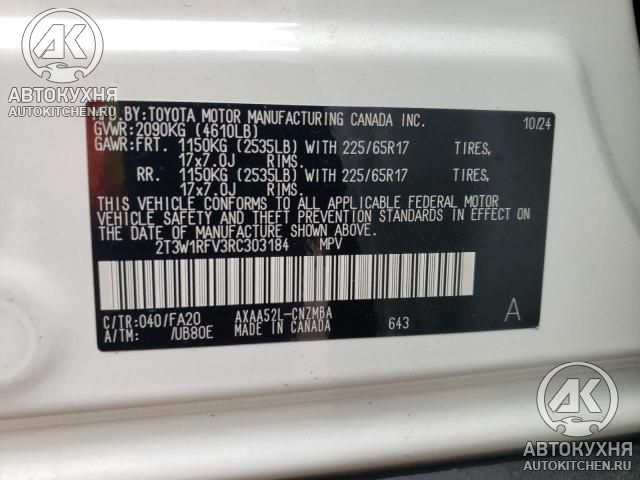 AK
АВТОКУХНЯ
AUTOKITCHEN.RU
MFD. BY: TOYOTA MOTOR MANUFACTURING CANADA INC. 10/24
GVWR: 2090KG (4610LB)
GAWR: FRT. 1150KG (2535LB) WITH 225/65R17 TIRES,
17x7.0J RIMS.
RR. 1150KG (2535LB) WITH 225/65R17 TIRES,
17x7.0J RIMS.
THIS VEHICLE CONFORMS TO ALL APPLICABLE FEDERAL MOTOR
VEHICLE SAFETY AND THEFT PREVENTION STANDARDS IN EFFECT
ON THE DATE OF MANUFACTURE SHOWN ABOVE.
2T3W1RFV3RC303184 MPV
C/TR: 040/FA20 AXAA52L-CNZMBA
A/TM: /UB80E MADE IN CANADA 643 A
AK
АВТОКУХНЯ
AUTOKITCHEN.RU